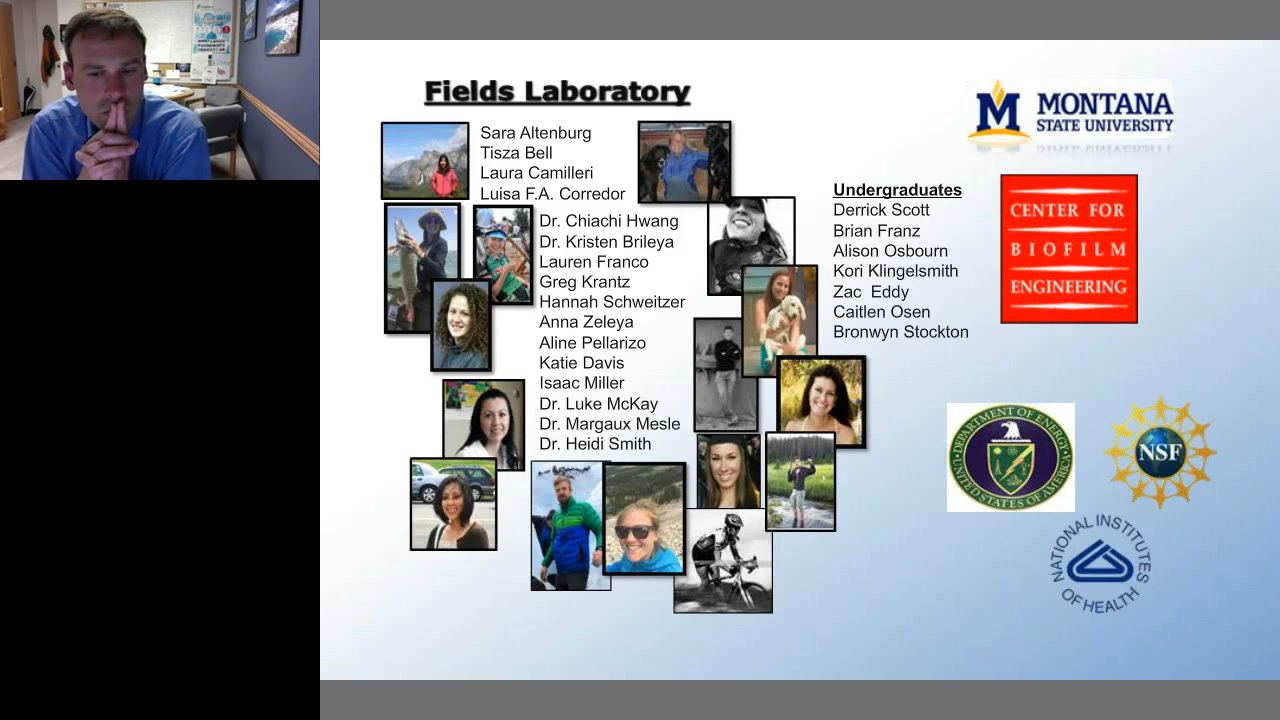 Fields Laboratory
Sara Altenburg
Tisza Bell
Laura Camilleri
Luisa F.A. Corredor
Dr. Chiachi Hwang
Dr. Kristen Brileya
Lauren Franco
Greg Krantz
Hannah Schweitzer
Anna Zeleya
Aline Pellarizo
Katie Davis
Isaac Miller
Dr. Luke McKay
Dr. Margaux Mesle
Dr. Heidi Smith
Undergraduates
Derrick Scott
Brian Franz
Alison Osbourn
Kori Klingelsmith
Zac Eddy
Caitlen Osen
Bronwyn Stockton
M MONTANA
STATE UNIVERSITY
CENTER FOR
BIOFILM
ENGINEERING
DEPARTMENT OF ENERGY
UNITED STATES OF AMERICA
NSF
NATIONAL INSTITUTES
OF HEALTH